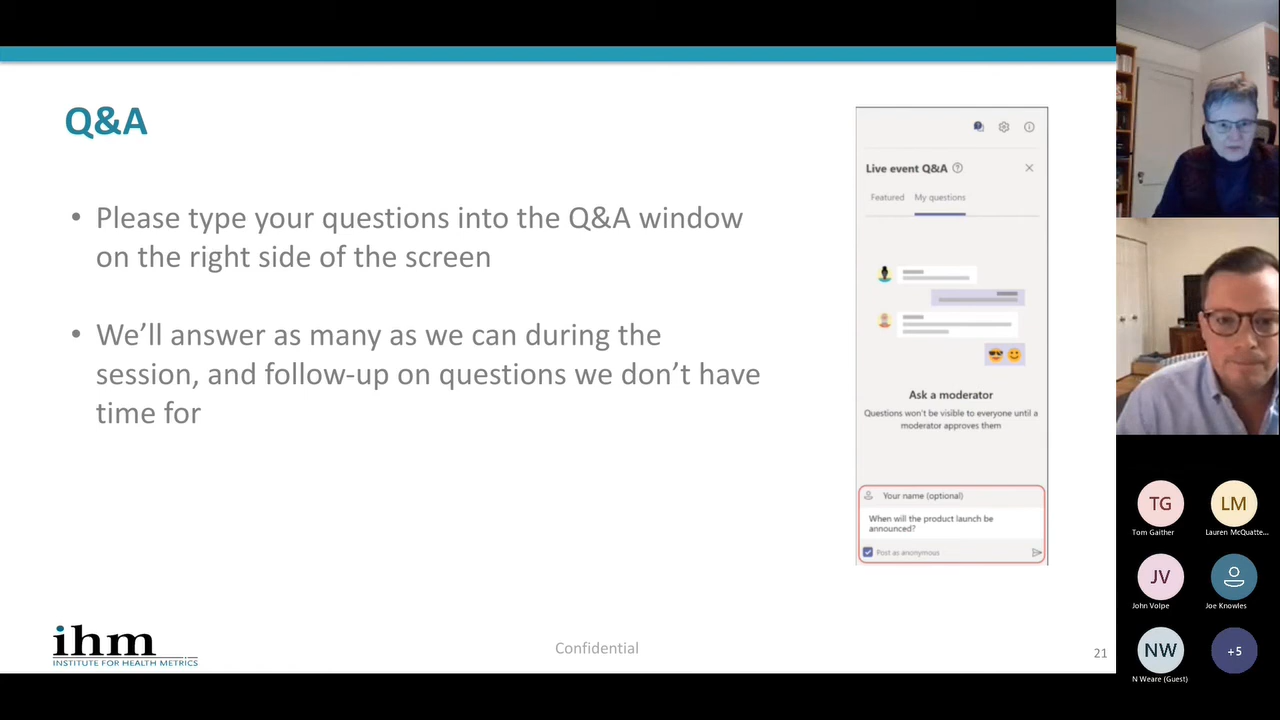 Q&A
• Please type your questions into the Q&A window
on the right side of the screen
• We’ll answer as many as we can during the
session, and follow-up on questions we don’t have
time for
Live event Q&A
Featured My questions
Ask a moderator
Questions won't be visible to everyone until a
moderator approves them
Your name (optional)
When will the product launch be
announced?
Post as anonymous
ihm
INSTITUTE FOR HEALTH METRICS
Confidential
21
TG LM
Tom Gaither Lauren McQuatte...
JV
John Volpe Joe Knowles
NW +5
N Weare (Guest)